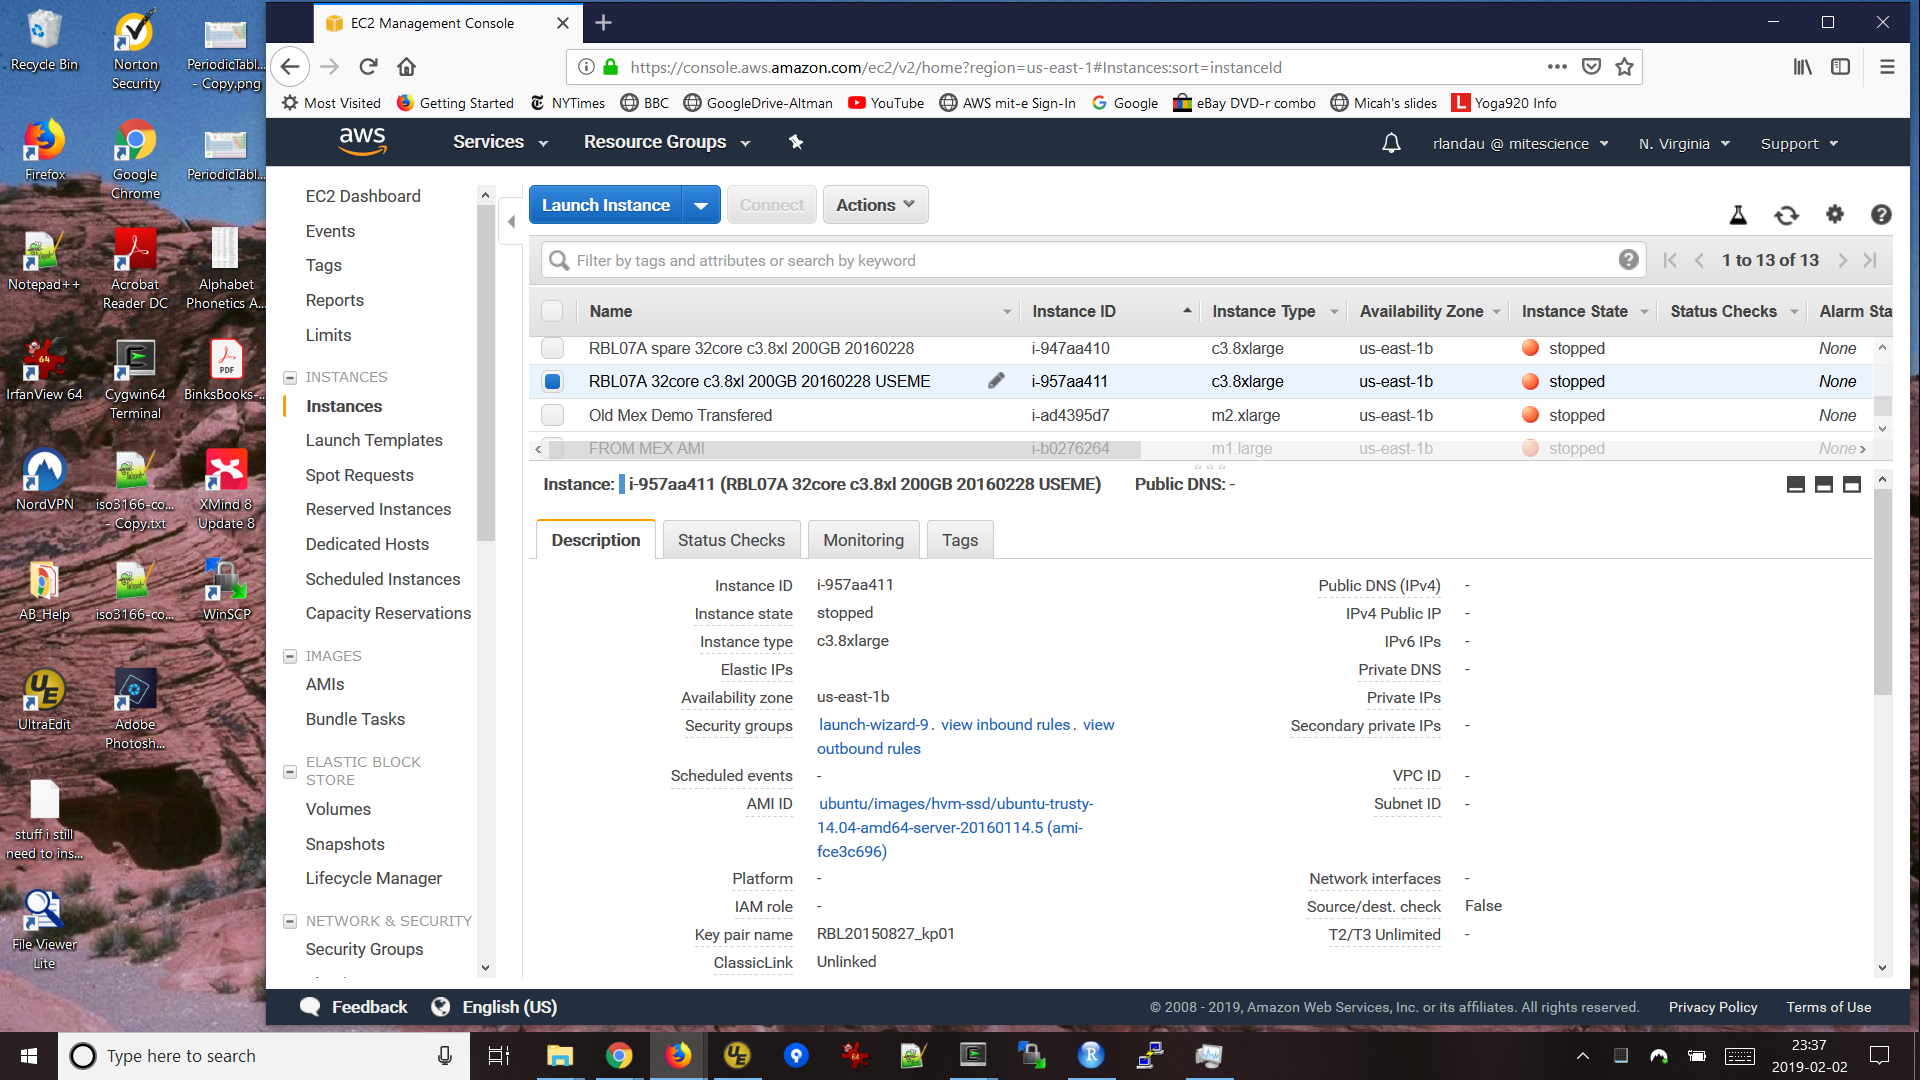 Recycle Bin
Norton
Security
PeriodicTabl...
- Copy.png
Firefox
Google
Chrome
PeriodicTabl...
Notepad++
Acrobat
Reader DC
Alphabet
Phonetics A...
IrfanView 64
Cygwin64
Terminal
BinksBooks-...
NordVPN
iso3166-co...
- Copy.txt
XMind 8
Update 8
AB_Help
iso3166-co...
WinSCP
UltraEdit
Adobe
Photosh...
stuff i still
need to ins...
File Viewer
Lite
EC2 Management Console
https://console.aws.amazon.com/ec2/v2/home?region=us-east-1#Instances:sort=instanceId
Most Visited Getting Started NYTimes BBC GoogleDrive-Altman YouTube AWS mit-e Sign-In Google eBay DVD-r combo Micah's slides Yoga920 Info
aws Services Resource Groups rlandau @ mitescience N. Virginia Support
EC2 Dashboard
Events
Tags
Reports
Limits
INSTANCES
Instances
Launch Templates
Spot Requests
Reserved Instances
Dedicated Hosts
Scheduled Instances
Capacity Reservations
IMAGES
AMIs
Bundle Tasks
ELASTIC BLOCK
STORE
Volumes
Snapshots
Lifecycle Manager
NETWORK & SECURITY
Security Groups
Launch Instance Connect Actions
Filter by tags and attributes or search by keyword 1 to 13 of 13
Name Instance ID Instance Type Availability Zone Instance State Status Checks Alarm Sta
RBL07A spare 32core c3.8xl 200GB 20160228 i-947aa410 c3.8xlarge us-east-1b stopped None
RBL07A 32core c3.8xl 200GB 20160228 USEME i-957aa411 c3.8xlarge us-east-1b stopped None
Old Mex Demo Transfered i-ad4395d7 m2.xlarge us-east-1b stopped None
FROM MEX AMI i-b0276264 m1.large us-east-1b stopped None
Instance: i-957aa411 (RBL07A 32core c3.8xl 200GB 20160228 USEME) Public DNS: -
Description Status Checks Monitoring Tags
Instance ID i-957aa411 Public DNS (IPv4) -
Instance state stopped IPv4 Public IP -
Instance type c3.8xlarge IPv6 IPs -
Elastic IPs Private DNS -
Availability zone us-east-1b Private IPs
Security groups launch-wizard-9. view inbound rules. view Secondary private IPs -
outbound rules
Scheduled events - VPC ID -
AMI ID ubuntu/images/hvm-ssd/ubuntu-trusty- Subnet ID -
14.04-amd64-server-20160114.5 (ami-
fce3c696)
Platform - Network interfaces -
IAM role - Source/dest. check False
Key pair name RBL20150827_kp01 T2/T3 Unlimited -
ClassicLink Unlinked
Feedback English (US) © 2008 - 2019, Amazon Web Services, Inc. or its affiliates. All rights reserved. Privacy Policy Terms of Use
Type here to search
23:37
2019-02-02